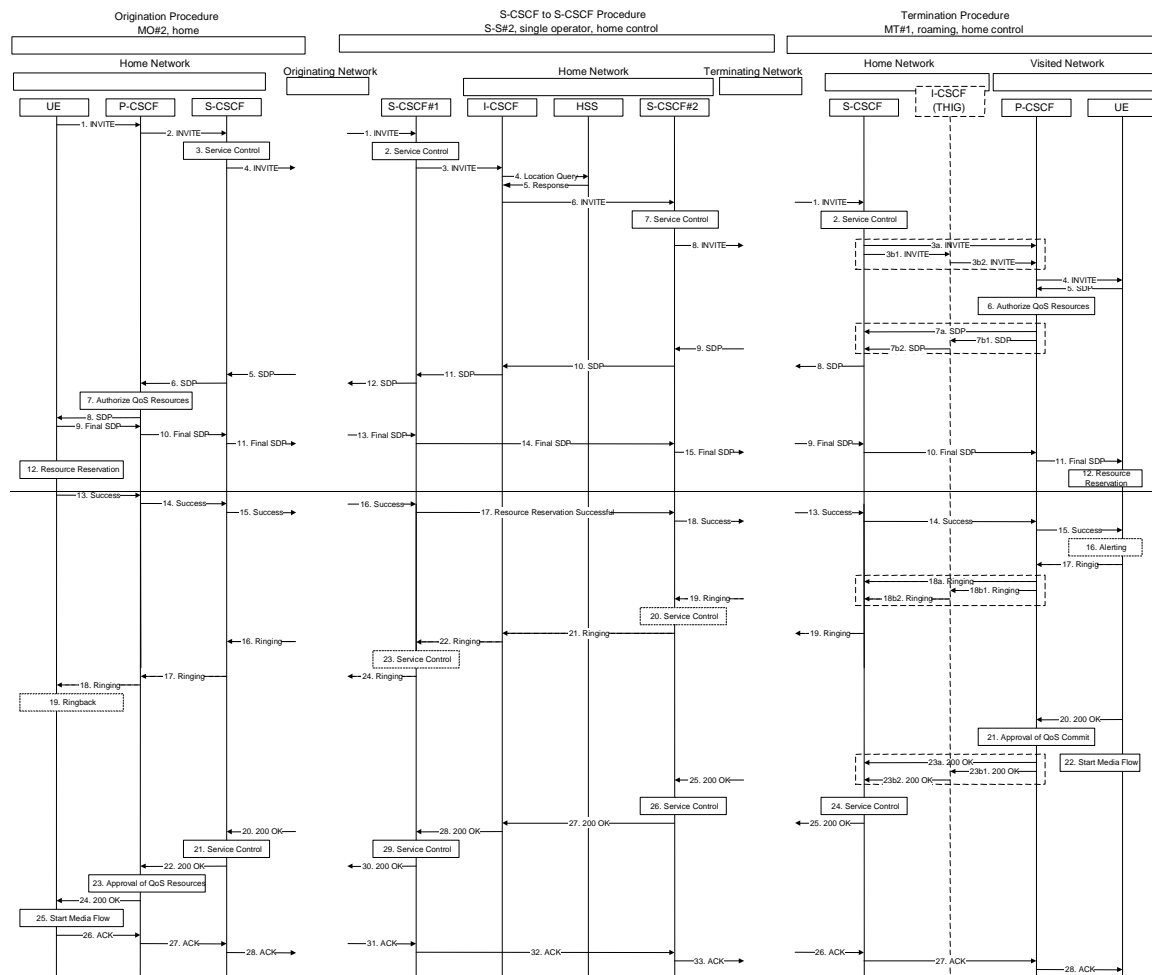 Origination Procedure
MO#2, home
S-CSCF to S-CSCF Procedure
S-S#2, single operator, home control
Termination Procedure
MT#1, roaming, home control
Home Network
Originating Network
Home Network
Terminating Network
Home Network
Visited Network
UE
P-CSCF
S-CSCF
S-CSCF#1
I-CSCF
HSS
S-CSCF#2
S-CSCF
I-CSCF
(THIG)
P-CSCF
UE
1. INVITE
2. INVITE
3. Service Control
4. INVITE
1. INVITE
2. Service Control
3. INVITE
4. Location Query
5. Response
6. INVITE
7. Service Control
8. INVITE
1. INVITE
2. Service Control
3a. INVITE
3b1. INVITE
3b2. INVITE
4. INVITE
5. SDP
6. Authorize QoS Resources
7a. SDP
7b1. SDP
7b2. SDP
8. SDP
9. SDP
10. SDP
11. SDP
12. SDP
5. SDP
6. SDP
7. Authorize QoS Resources
8. SDP
9. Final SDP
10. Final SDP
11. Final SDP
12. Resource Reservation
13. Final SDP
14. Final SDP
15. Final SDP
9. Final SDP
10. Final SDP
11. Final SDP
12. Resource
Reservation
13. Success
14. Success
15. Success
16. Success
17. Resource Reservation Successful
18. Success
13. Success
14. Success
15. Success
16. Alerting
17. Ringig
18a. Ringing
18b1. Ringing
18b2. Ringing
19. Ringing
19. Ringing
20. Service Control
21. Ringing
22. Ringing
23. Service Control
24. Ringing
16. Ringing
17. Ringing
18. Ringing
19. Ringback
20. 200 OK
21. Approval of QoS Commit
22. Start Media Flow
23a. 200 OK
23b1. 200 OK
23b2. 200 OK
24. Service Control
25. 200 OK
25. 200 OK
26. Service Control
27. 200 OK
28. 200 OK
29. Service Control
30. 200 OK
20. 200 OK
21. Service Control
22. 200 OK
23. Approval of QoS Resources
24. 200 OK
25. Start Media Flow
26. ACK
27. ACK
28. ACK
31. ACK
32. ACK
33. ACK
26. ACK
27. ACK
28. ACK